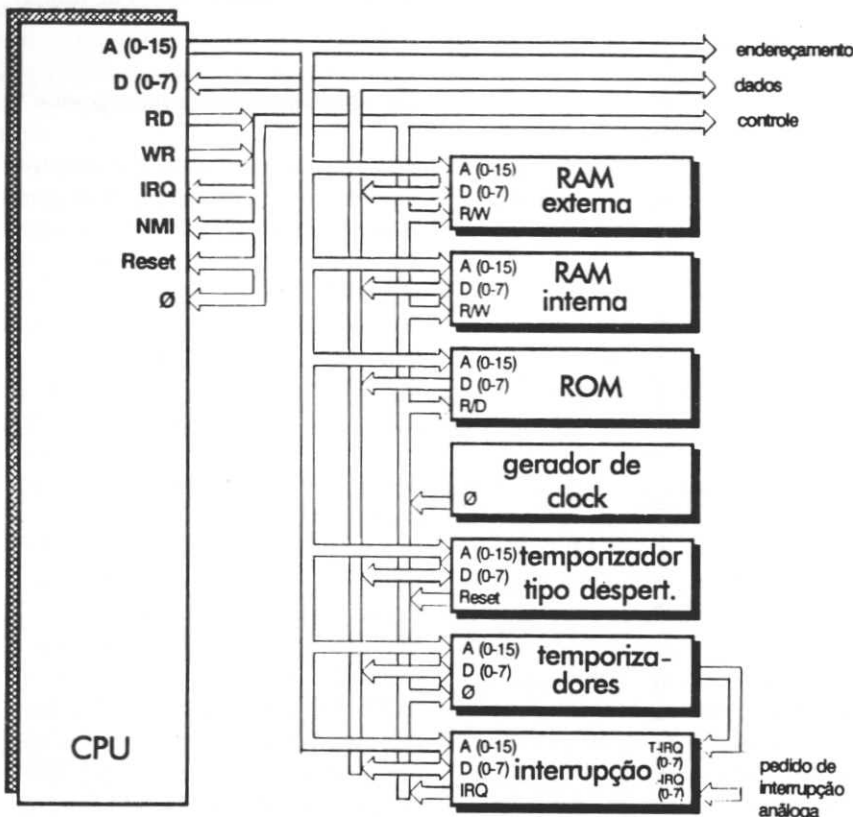 A (0-15)
D (0-7)
RD
WR
IRQ
NMI
Reset
Ø
CPU
endereçamento
dados
controle
A (0-15)
D (0-7)
R/W
RAM
externa
A (0-15)
D (0-7)
R/W
RAM
interna
A (0-15)
D (0-7)
R/D
ROM
gerador de
clock
Ø
A (0-15)
D (0-7)
Reset
temporizador
tipo despert.
A (0-15)
D (0-7)
Ø
temporiza-
dores
A (0-15)
D (0-7)
IRQ
interrupção
T-IRQ
(0-7)
-IRQ
(0-7)
pedido de
interrupção
análoga